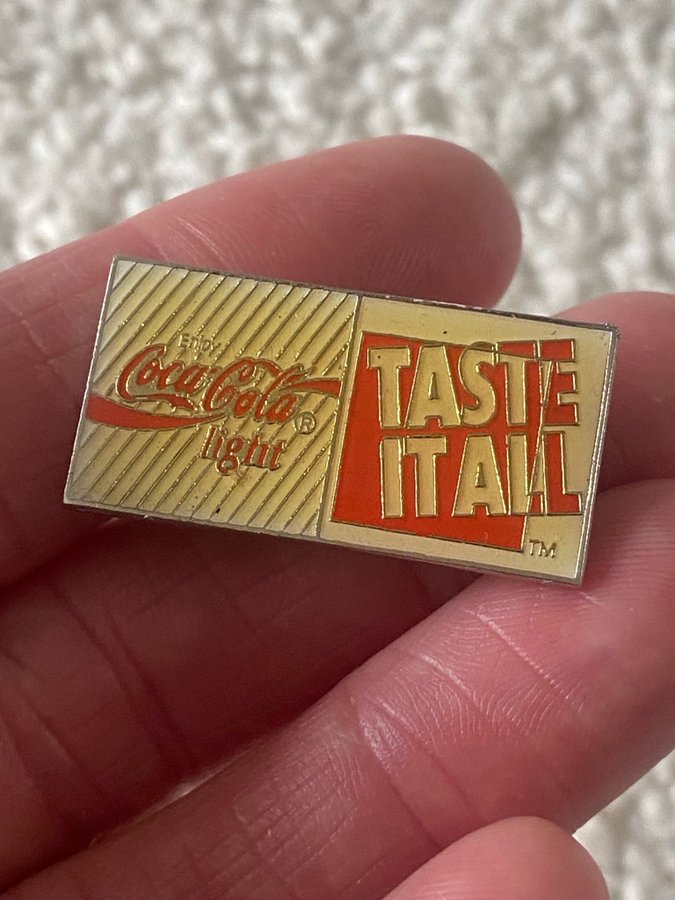 Enjoy
Coca-Cola®
light
TASTE
IT ALL
TM